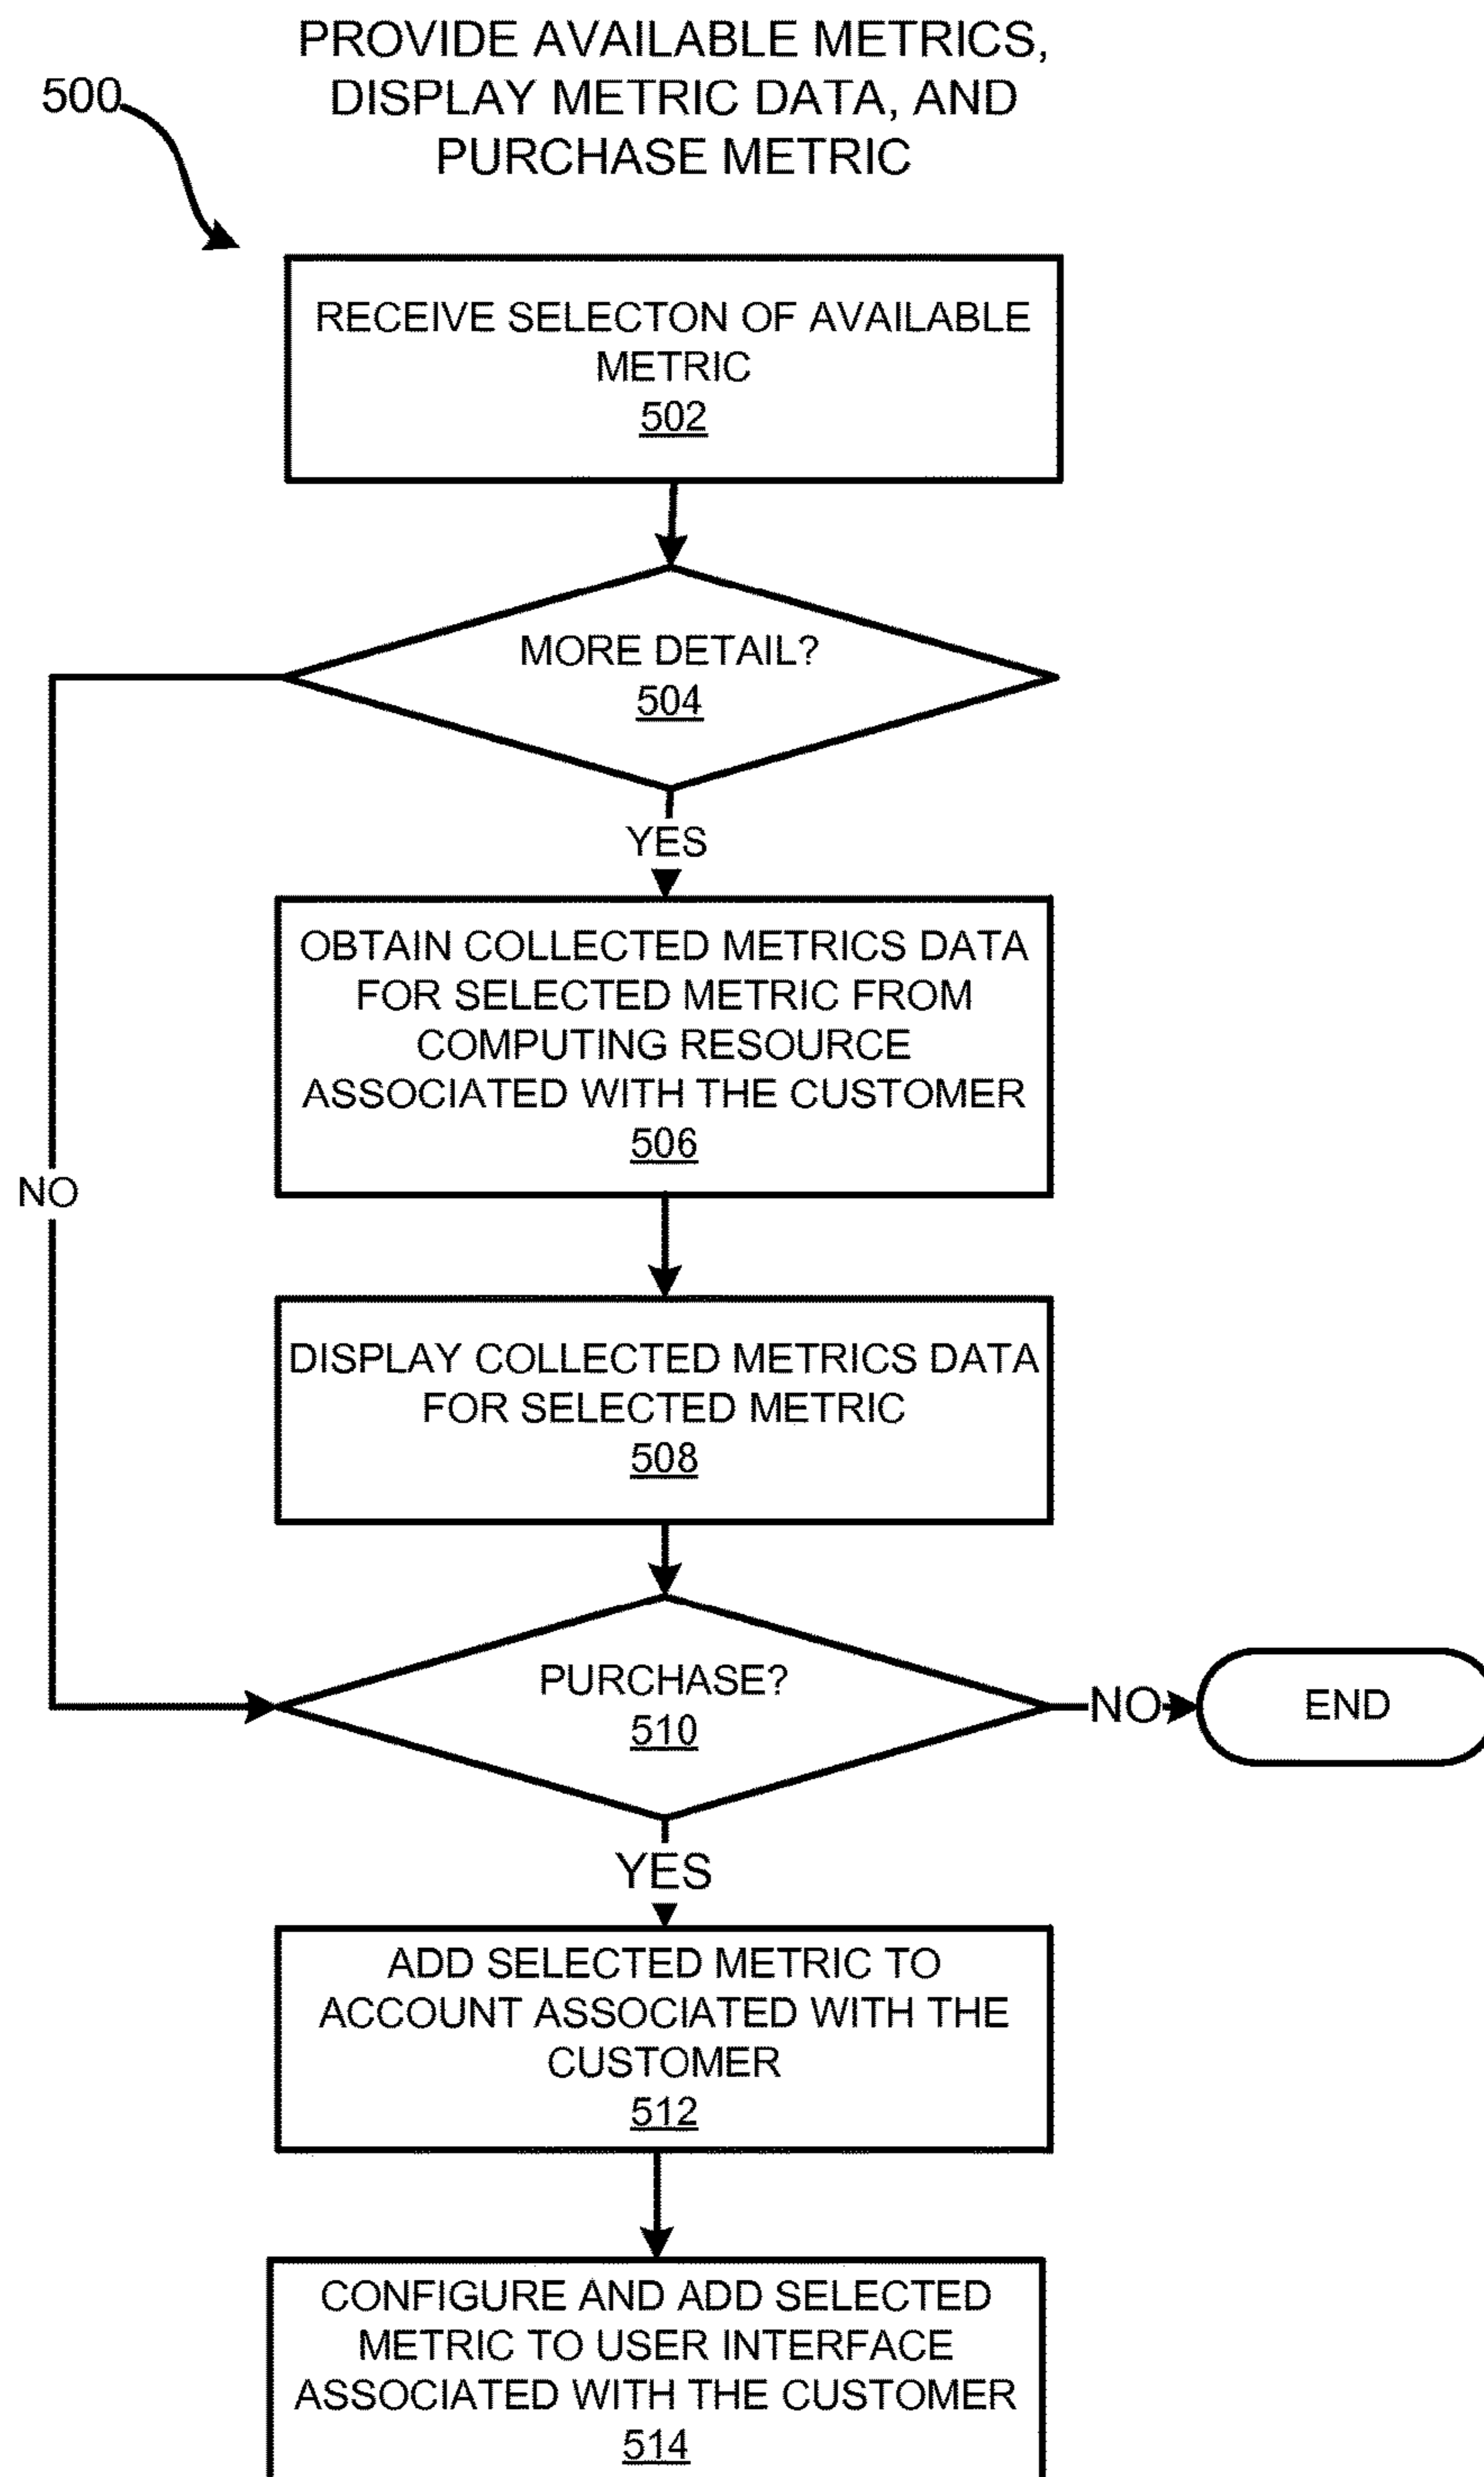 PROVIDE AVAILABLE METRICS,
DISPLAY METRIC DATA, AND
PURCHASE METRIC
500
RECEIVE SELECTON OF AVAILABLE
METRIC
502
MORE DETAIL?
504
YES
OBTAIN COLLECTED METRICS DATA
FOR SELECTED METRIC FROM
COMPUTING RESOURCE
ASSOCIATED WITH THE CUSTOMER
506
NO
DISPLAY COLLECTED METRICS DATA
FOR SELECTED METRIC
508
PURCHASE?
510
NO
END
YES
ADD SELECTED METRIC TO
ACCOUNT ASSOCIATED WITH THE
CUSTOMER
512
CONFIGURE AND ADD SELECTED
METRIC TO USER INTERFACE
ASSOCIATED WITH THE CUSTOMER
514